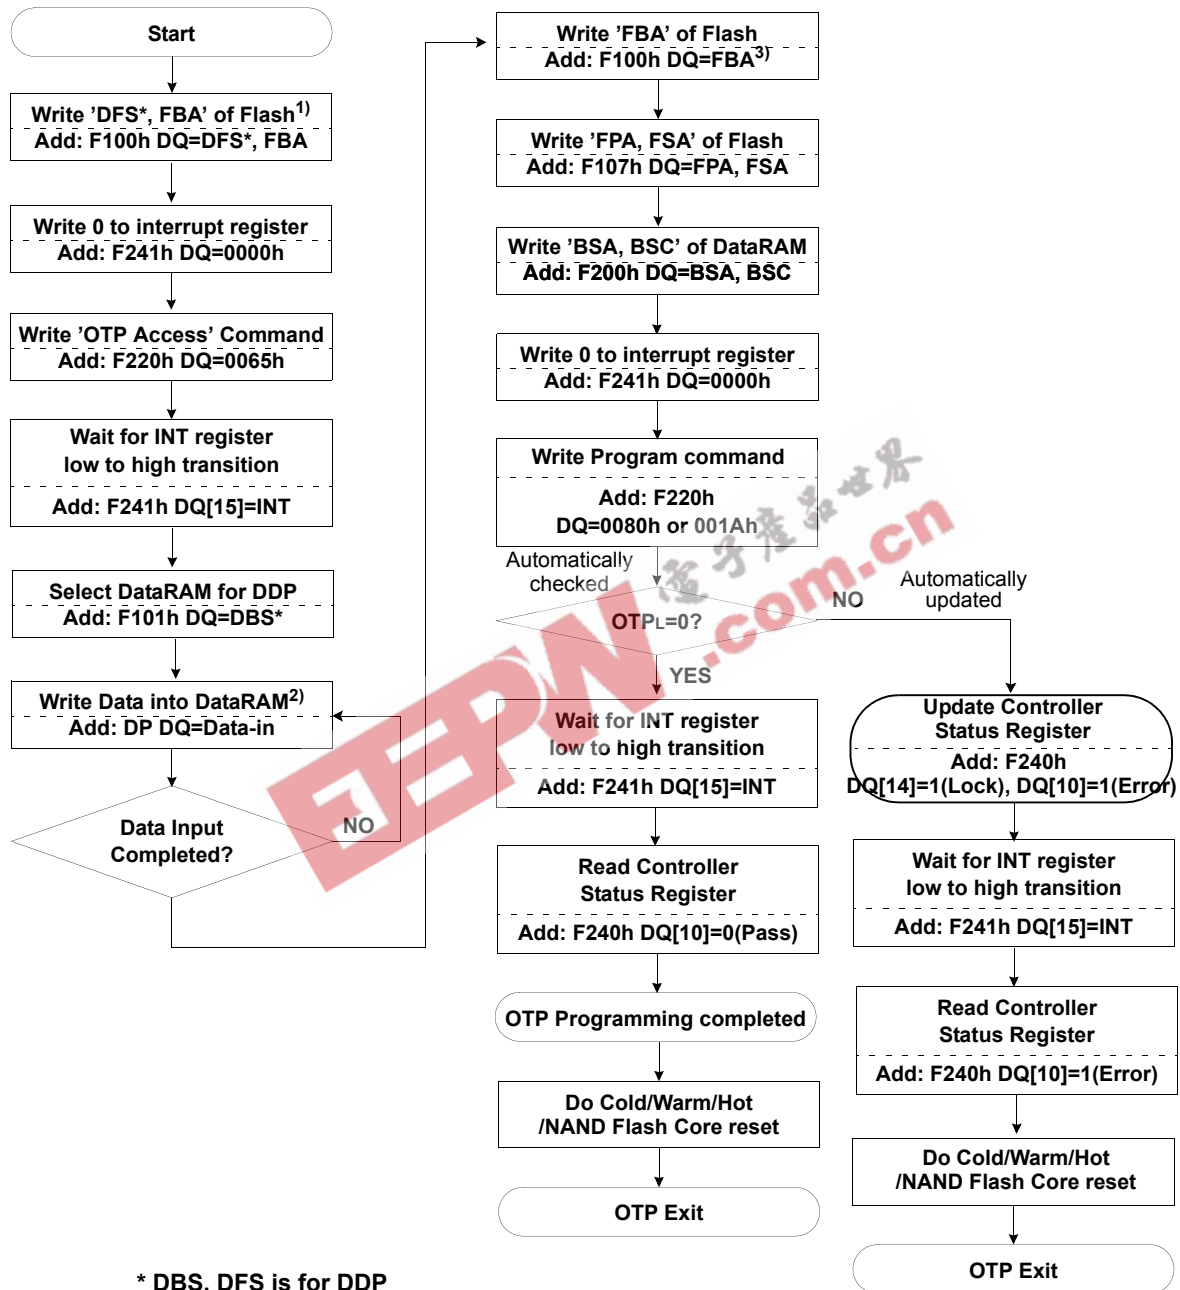 Start
Write ’DFS*, FBA’ of Flash1)
Add: F100h DQ=DFS*, FBA
Write 0 to interrupt register
Add: F241h DQ=0000h
Write ’OTP Access’ Command
Add: F220h DQ=0065h
Wait for INT register
low to high transition
Add: F241h DQ[15]=INT
Select DataRAM for DDP
Add: F101h DQ=DBS*
Write Data into DataRAM2)
Add: DP DQ=Data-in
Data Input
Completed?
NO
Write ’FBA’ of Flash
Add: F100h DQ=FBA3)
Write ’FPA, FSA’ of Flash
Add: F107h DQ=FPA, FSA
Write ’BSA, BSC’ of DataRAM
Add: F200h DQ=BSA, BSC
Write 0 to interrupt register
Add: F241h DQ=0000h
Write Program command
Add: F220h
DQ=0080h or 001Ah
Automatically
checked
OTPL=0?
NO
Automatically
updated
YES
Wait for INT register
low to high transition
Add: F241h DQ[15]=INT
Read Controller
Status Register
Add: F240h DQ[10]=0(Pass)
OTP Programming completed
Do Cold/Warm/Hot
/NAND Flash Core reset
OTP Exit
Update Controller
Status Register
Add: F240h
DQ[14]=1(Lock), DQ[10]=1(Error)
Wait for INT register
low to high transition
Add: F241h DQ[15]=INT
Read Controller
Status Register
Add: F240h DQ[10]=1(Error)
Do Cold/Warm/Hot
/NAND Flash Core reset
OTP Exit
* DBS, DFS is for DDP
EEPW.com.cn
電子産品世界